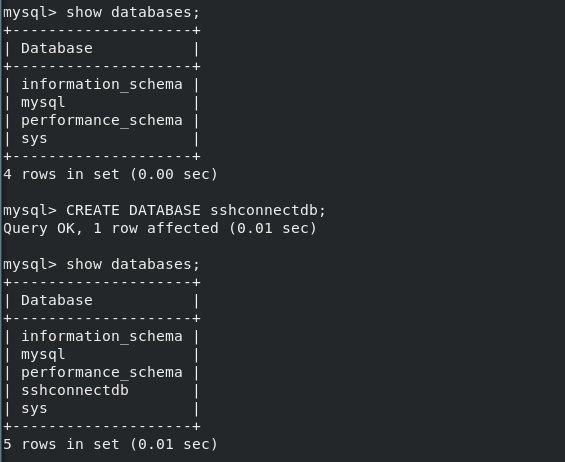 mysql> show databases;
+--------------------+
| Database           |
+--------------------+
| information_schema |
| mysql              |
| performance_schema |
| sys                |
+--------------------+
4 rows in set (0.00 sec)
mysql> CREATE DATABASE sshconnectdb;
Query OK, 1 row affected (0.01 sec)
mysql> show databases;
+--------------------+
| Database           |
+--------------------+
| information_schema |
| mysql              |
| performance_schema |
| sshconnectdb       |
| sys                |
+--------------------+
5 rows in set (0.01 sec)